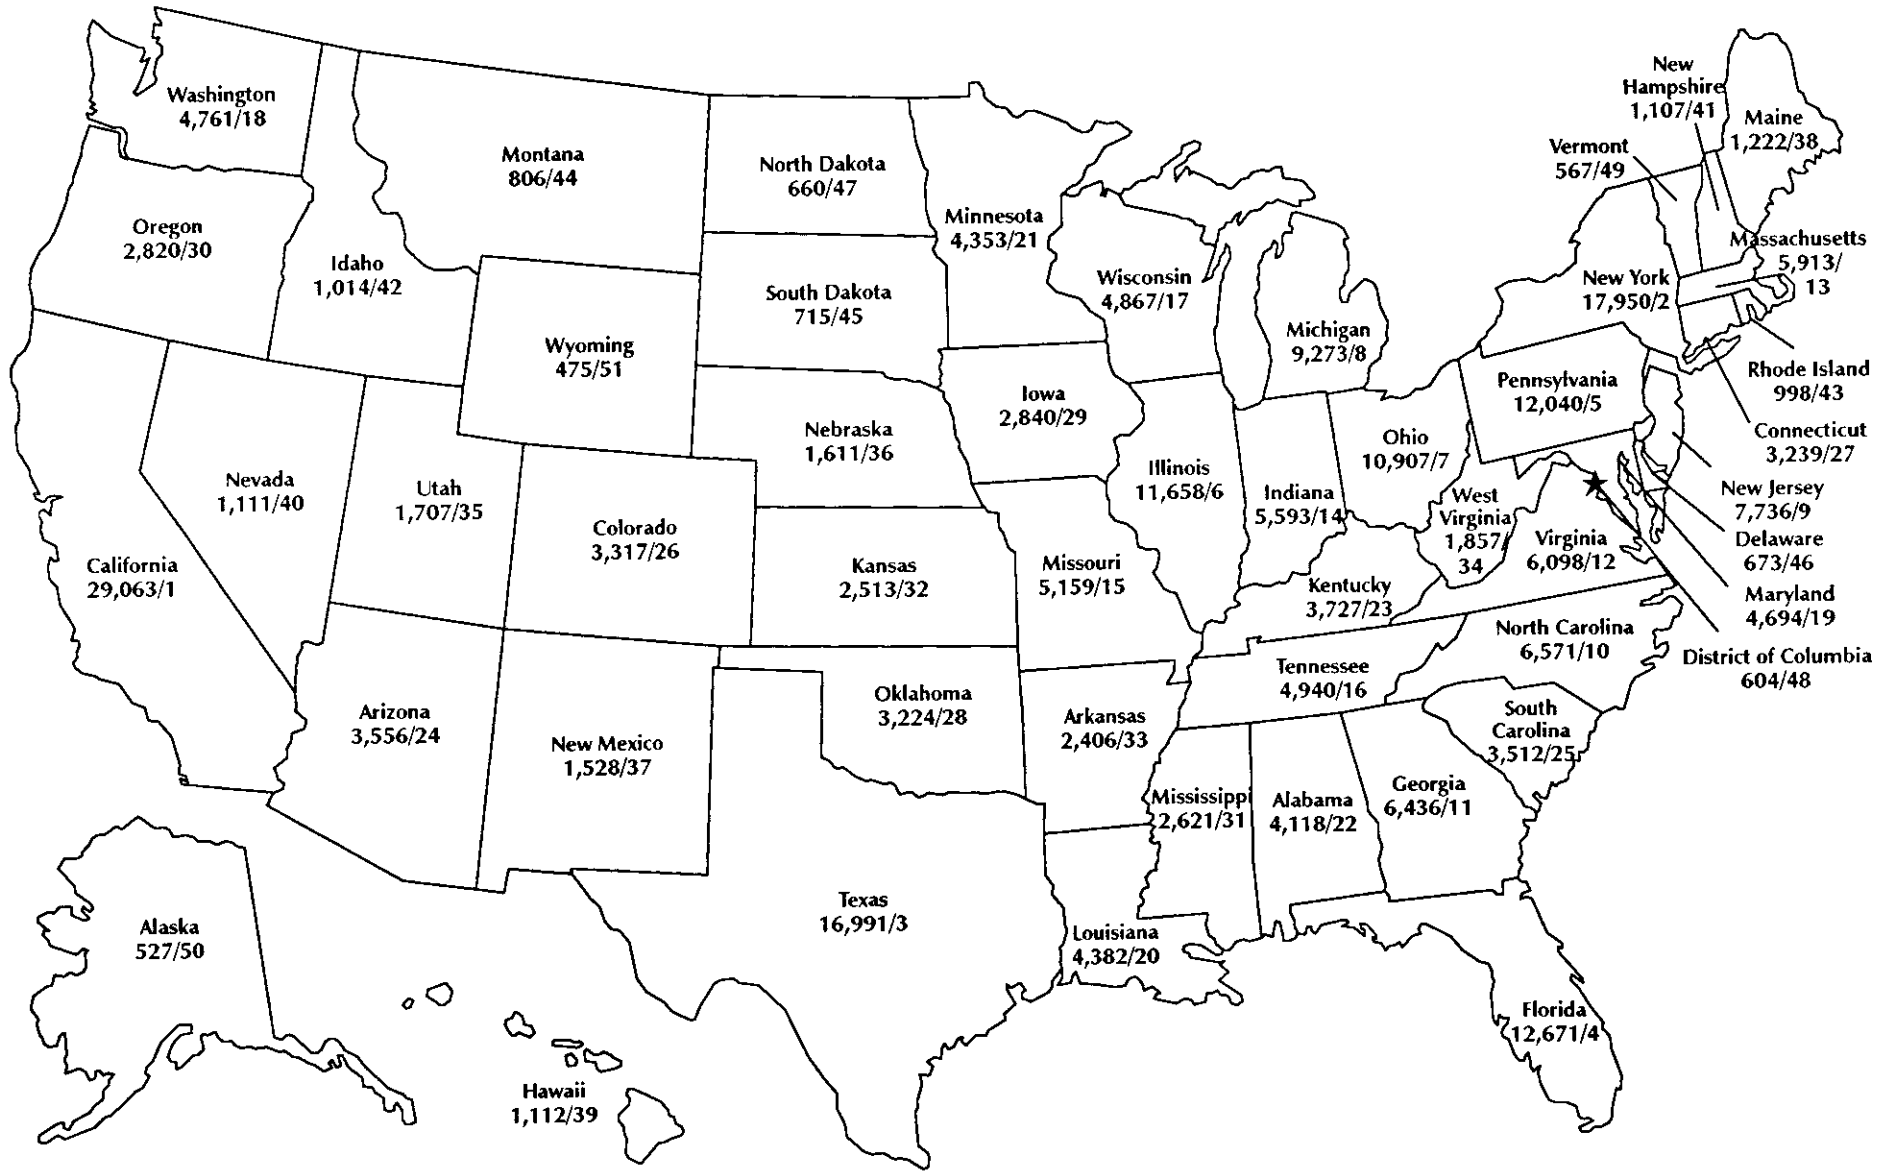 Washington
4,761/18
Oregon
2,820/30
Idaho
1,014/42
Montana
806/44
North Dakota
660/47
Minnesota
4,353/21
South Dakota
715/45
Wyoming
475/51
Wisconsin
4,867/17
Michigan
9,273/8
New
Hampshire
1,107/41
Maine
1,222/38
Vermont
567/49
Massachusetts
5,913/
13
New York
17,950/2
Rhode Island
998/43
Connecticut
3,239/27
Pennsylvania
12,040/5
New Jersey
7,736/9
Delaware
673/46
Maryland
4,694/19
District of Columbia
604/48
California
29,063/1
Nevada
1,111/40
Utah
1,707/35
Colorado
3,317/26
Nebraska
1,611/36
Iowa
2,840/29
Illinois
11,658/6
Indiana
5,593/14
Ohio
10,907/7
West
Virginia
1,857/
34
Virginia
6,098/12
Kansas
2,513/32
Missouri
5,159/15
Kentucky
3,727/23
North Carolina
6,571/10
Tennessee
4,940/16
Arizona
3,556/24
New Mexico
1,528/37
Oklahoma
3,224/28
Arkansas
2,406/33
South
Carolina
3,512/25
Mississippi
2,621/31
Alabama
4,118/22
Georgia
6,436/11
Texas
16,991/3
Louisiana
4,382/20
Florida
12,671/4
Alaska
527/50
Hawaii
1,112/39